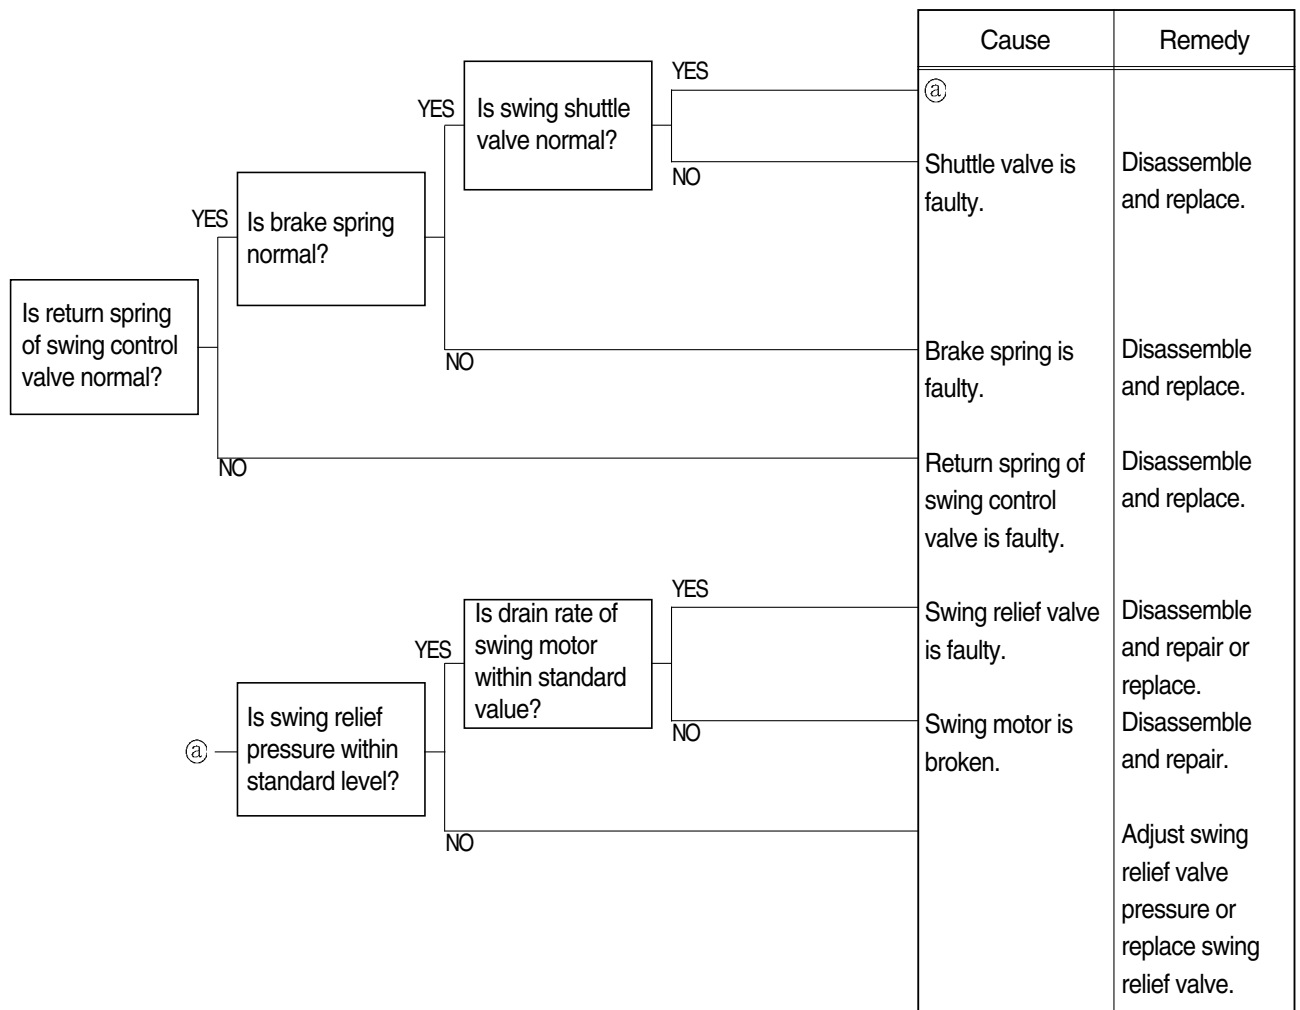 Cause
Remedy
YES
ⓐ
Is swing shuttle
valve normal?
YES
NO
Shuttle valve is
faulty.
Disassemble
and replace.
Is brake spring
normal?
YES
NO
Brake spring is
faulty.
Disassemble
and replace.
Is return spring
of swing control
valve normal?
NO
Return spring of
swing control
valve is faulty.
Disassemble
and replace.
YES
Is drain rate of
swing motor
within standard
value?
YES
Swing relief valve
is faulty.
Disassemble
and repair or
replace.
NO
Swing motor is
broken.
Disassemble
and repair.
ⓐ
Is swing relief
pressure within
standard level?
NO
Adjust swing
relief valve
pressure or
replace swing
relief valve.